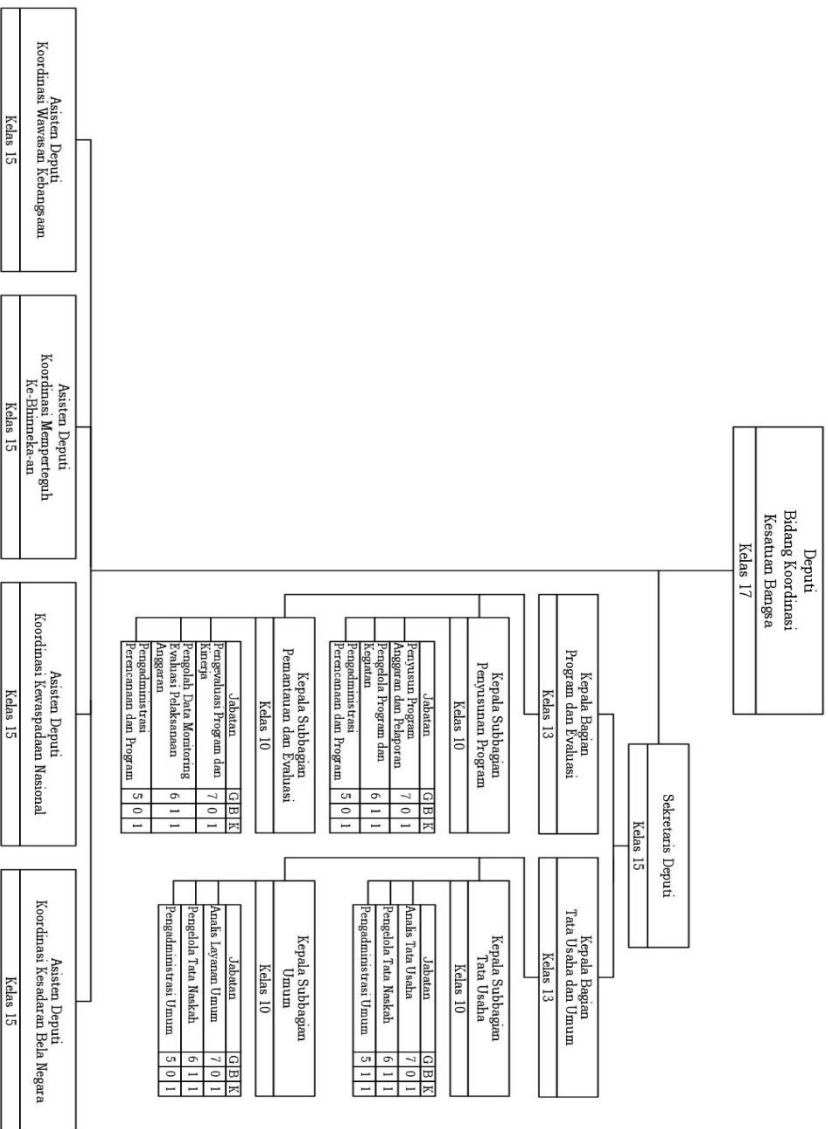 Deputi
Bidang Koordinasi
Kesatuan Bangsa
Kelas 17
Sekretaris Deputi
Kelas 15
Kepala Bagian
Program dan Evaluasi
Kelas 13
Kepala Subbagian
Penyusunan Program
Kelas 10
Jabatan G B K
Penyusun Program
Anggaran dan Pelaporan 7 0 1
Pengelola Program dan
Kegiatan 6 1 1
Pengadministrasi
Perencanaan dan Program 5 0 1
Kepala Subbagian
Pemantauan dan Evaluasi
Kelas 10
Jabatan G B K
Pengevaluasi Program dan
Kinerja 7 0 1
Pengolah Data Monitoring
Evaluasi Pelaksanaan
Anggaran 6 1 1
Pengadministrasi
Perencanaan dan Program 5 0 1
Kepala Bagian
Tata Usaha dan Umum
Kelas 13
Kepala Subbagian
Tata Usaha
Kelas 10
Jabatan G B K
Analis Tata Usaha 7 0 1
Pengelola Tata Naskah 6 1 1
Pengadministrasi Umum 5 1 1
Kepala Subbagian
Umum
Kelas 10
Jabatan G B K
Analis Layanan Umum 7 0 1
Pengelola Tata Naskah 6 1 1
Pengadministrasi Umum 5 0 1
Asisten Deputi
Koordinasi Wawasan Kebangsaan
Kelas 15
Asisten Deputi
Koordinasi Memperteguh
Ke-Bhinneka-an
Kelas 15
Asisten Deputi
Koordinasi Kewaspadaan Nasional
Kelas 15
Asisten Deputi
Koordinasi Kesadaran Bela Negara
Kelas 15